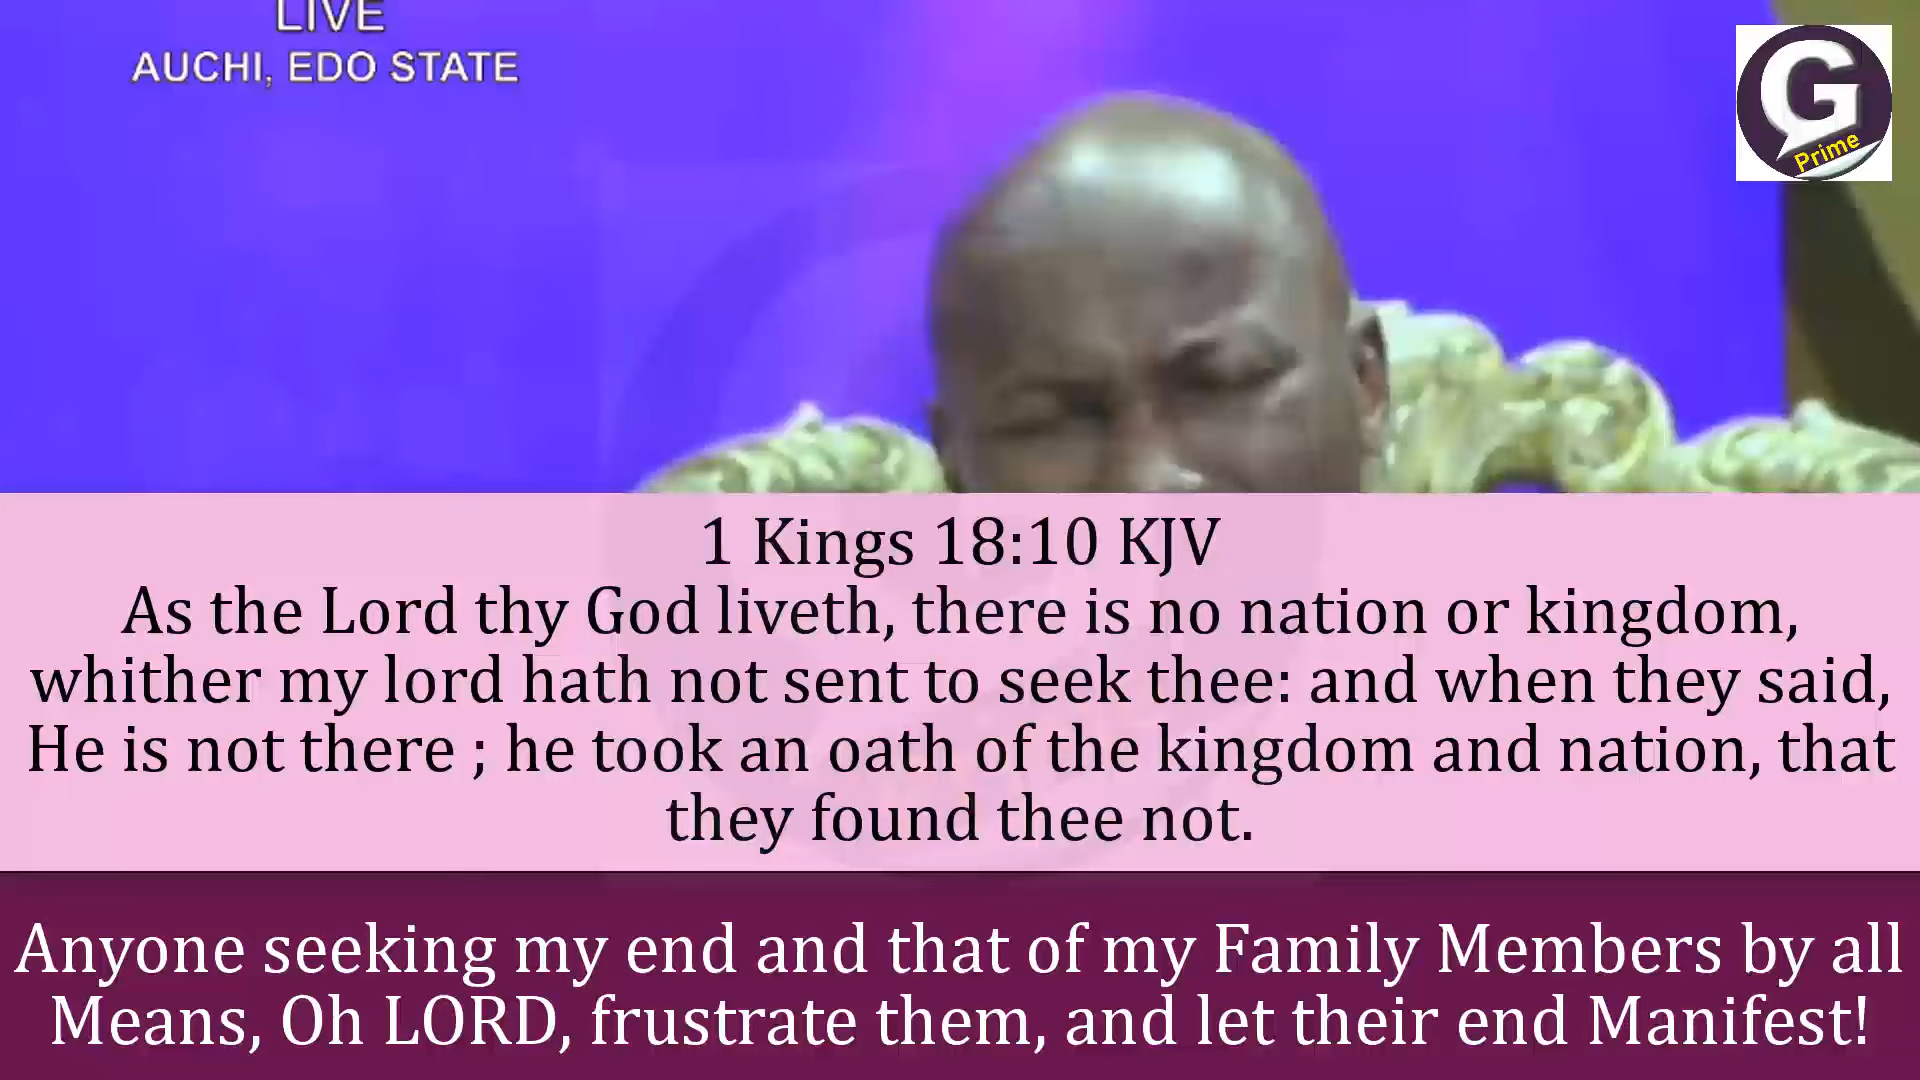 LIVE
AUCHI, EDO STATE
G
Prime
1 Kings 18:10 KJV
As the Lord thy God liveth, there is no nation or kingdom,
whither my lord hath not sent to seek thee: and when they said,
He is not there ; he took an oath of the kingdom and nation, that
they found thee not.
Anyone seeking my end and that of my Family Members by all
Means, Oh LORD, frustrate them, and let their end Manifest!